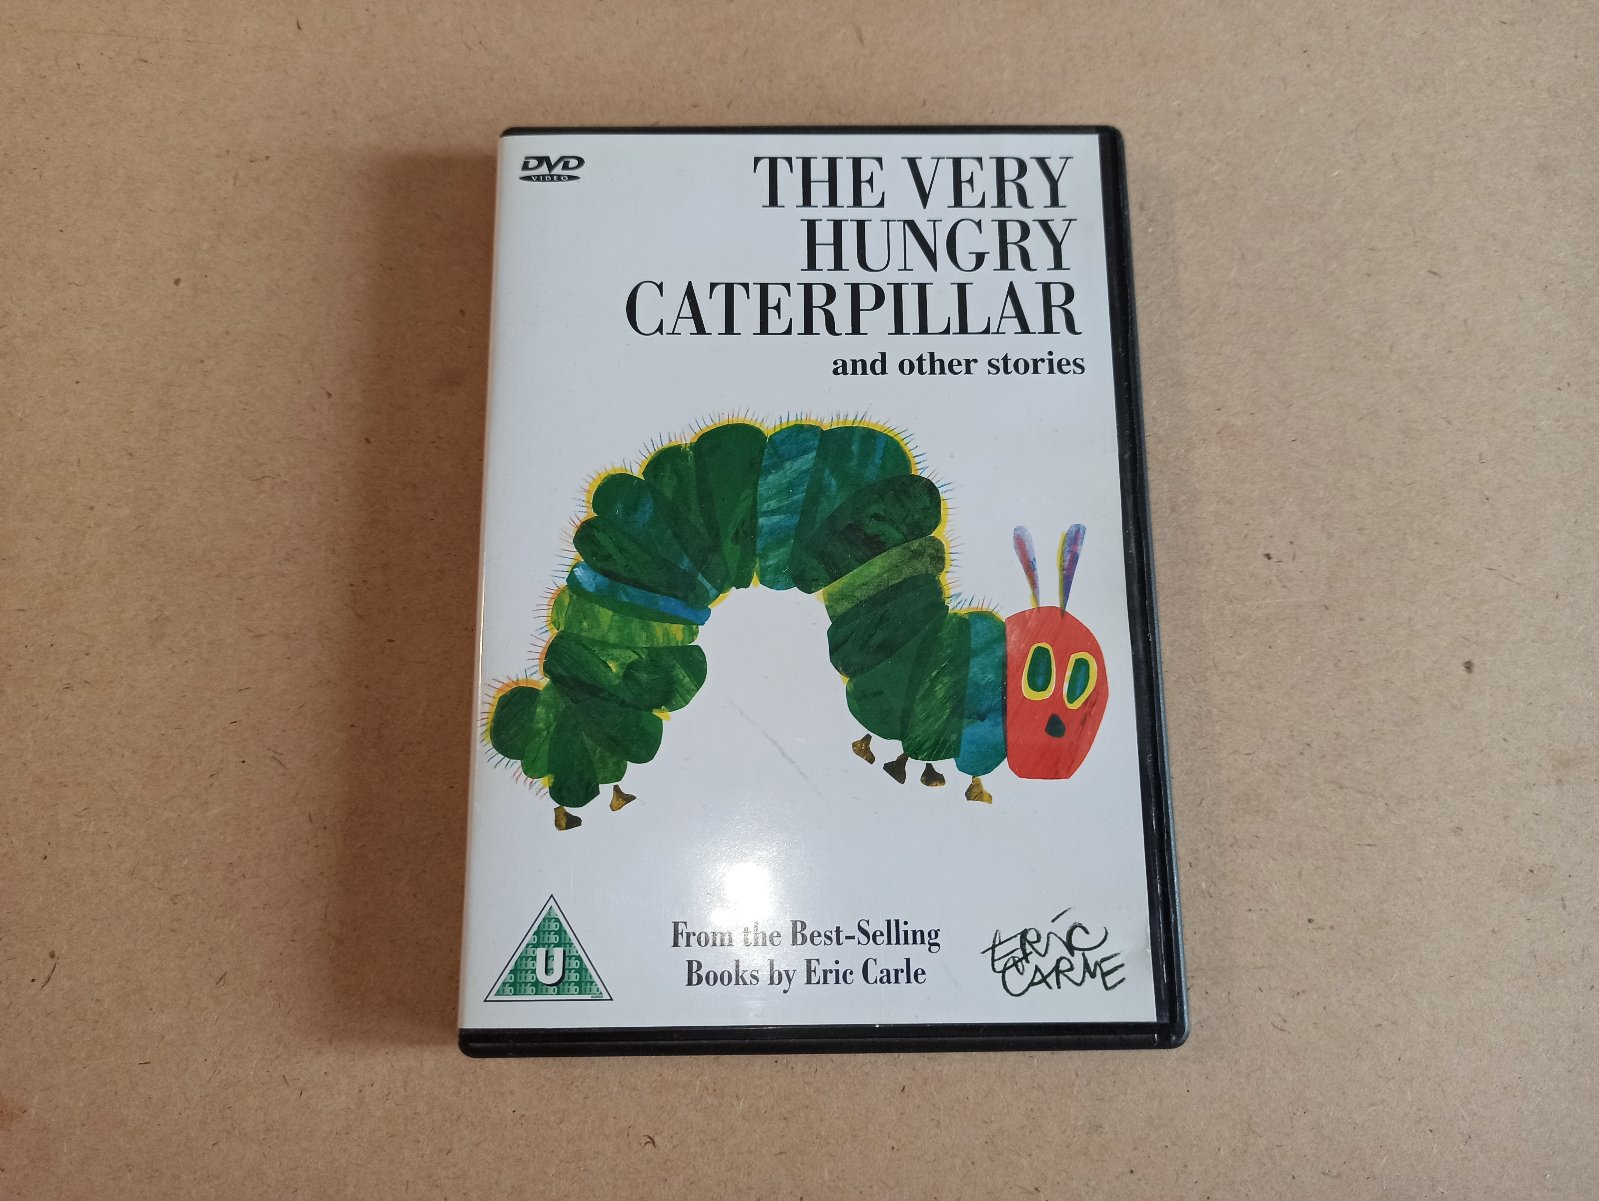 DVD
VIDEO
THE VERY
HUNGRY
CATERPILLAR
and other stories
U
From the Best-Selling
Books by Eric Carle
ERIC
CARLE